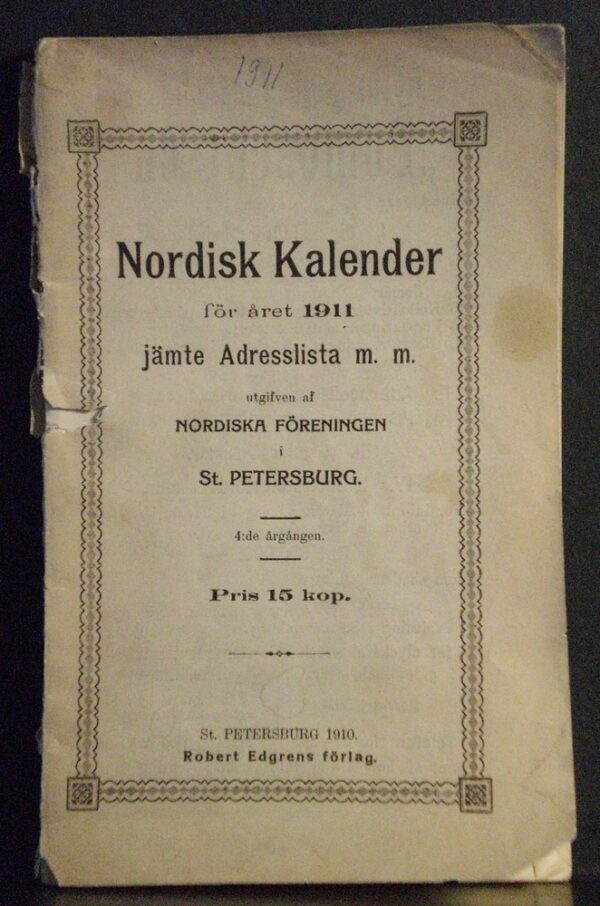 1911
Nordisk Kalender
för året 1911
jämte Adresslista m. m.
utgifven af
NORDISKA FÖRENINGEN
i
St. PETERSBURG.
4:de årgången.
Pris 15 kop.
St. PETERSBURG 1910.
Robert Edgrens förlag.